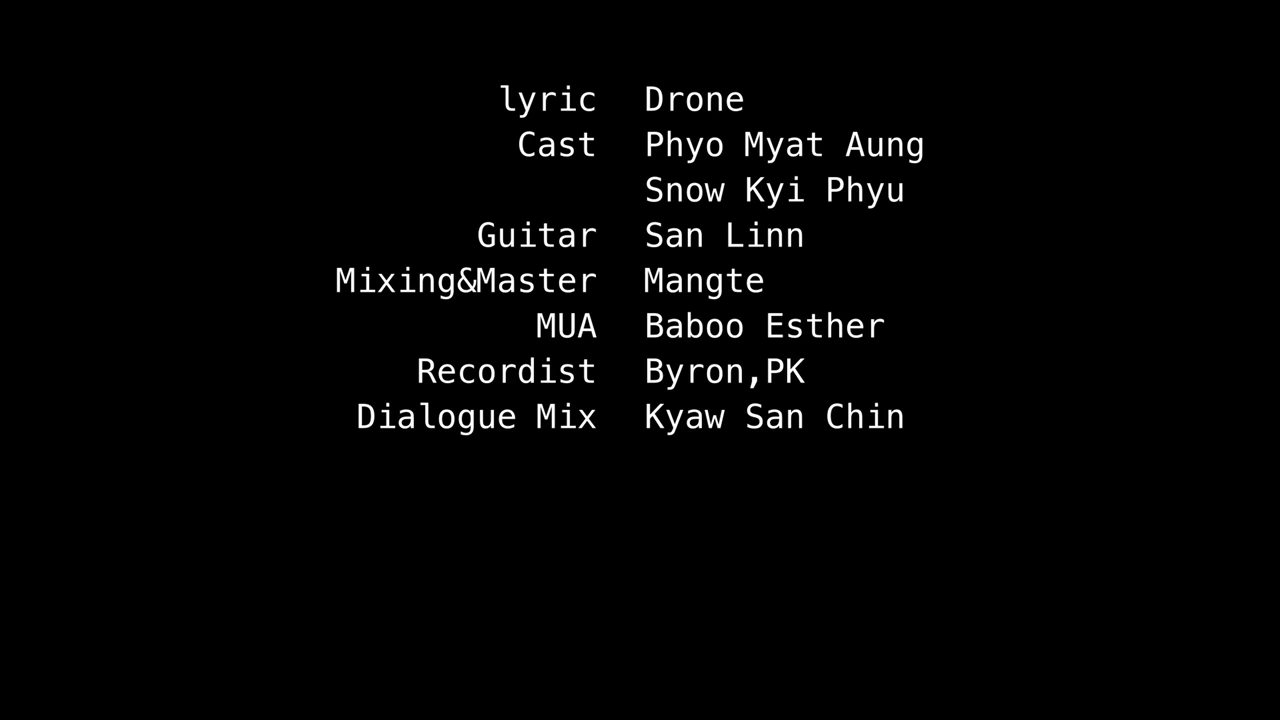 lyric Drone
Cast Phyo Myat Aung
Snow Kyi Phyu
Guitar San Linn
Mixing&Master Mangte
MUA Baboo Esther
Recordist Byron,PK
Dialogue Mix Kyaw San Chin